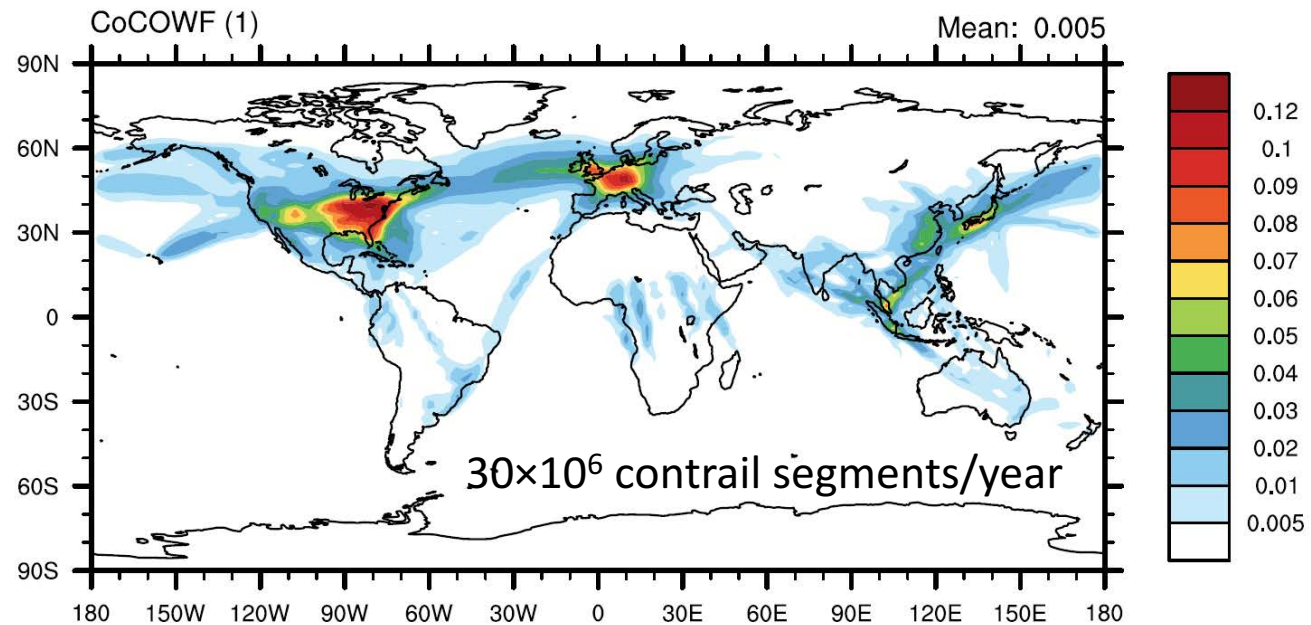 CoCOWF (1)
Mean: 0.005
90N
60N
30N
0
30S
60S
90S
30×10⁶ contrail segments/year
180
150W
120W
90W
60W
30W
0
30E
60E
90E
120E
150E
180
0.12
0.1
0.09
0.08
0.07
0.06
0.05
0.04
0.03
0.02
0.01
0.005